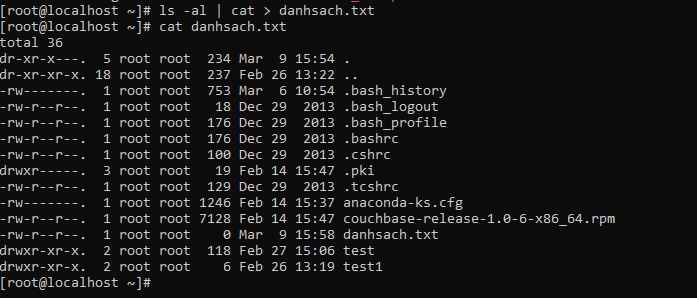 [root@localhost ~]# ls -al | cat > danhsach.txt
[root@localhost ~]# cat danhsach.txt
total 36
dr-xr-x---.  5 root root  234 Mar  9 15:54 .
dr-xr-xr-x. 18 root root  237 Feb 26 13:22 ..
-rw-------.  1 root root  753 Mar  6 10:54 .bash_history
-rw-r--r--.  1 root root   18 Dec 29  2013 .bash_logout
-rw-r--r--.  1 root root  176 Dec 29  2013 .bash_profile
-rw-r--r--.  1 root root  176 Dec 29  2013 .bashrc
-rw-r--r--.  1 root root  100 Dec 29  2013 .cshrc
drwxr-----.  3 root root   19 Feb 14 15:47 .pki
-rw-r--r--.  1 root root  129 Dec 29  2013 .tcshrc
-rw-------.  1 root root 1246 Feb 14 15:37 anaconda-ks.cfg
-rw-r--r--.  1 root root 7128 Feb 14 15:47 couchbase-release-1.0-6-x86_64.rpm
-rw-r--r--.  1 root root    0 Mar  9 15:58 danhsach.txt
drwxr-xr-x.  2 root root  118 Feb 27 15:06 test
drwxr-xr-x.  2 root root    6 Feb 26 13:19 test1
[root@localhost ~]#